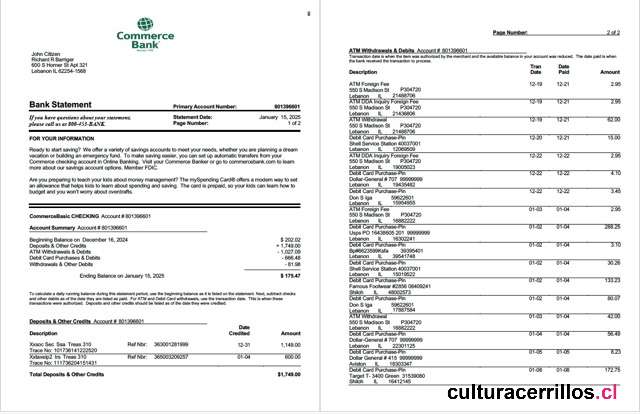 8
Commerce
Bank
John Citizen
Richard R Barriger
600 S Horner St Apt 321
Lebanon IL 62254-1568
Bank Statement
Primary Account Number: 801396601
If you have questions about your statement,
please call us at 800-453-BANK.
Statement Date: January 15, 2025
Page Number: 1 of 2
FOR YOUR INFORMATION
Ready to start saving? We offer a variety of savings accounts to meet your needs, whether you are planning a dream
vacation or building an emergency fund. To make saving easier, you can set up automatic transfers from your
Commerce checking account in Online Banking. Visit your Commerce Banker or go to commercebank.com to learn
more about our savings account options. Member FDIC.
Are you preparing to teach your kids about money management? The mySpending Card® offers a modern way to set
an allowance that helps kids to learn about spending and saving. The card is prepaid, so your kids can learn how to
budget and you won't worry about overdrafts.
CommerceBasic CHECKING Account # 801396601
Account Summary Account # 801396601
Beginning Balance on December 16, 2024 $ 202.02
Deposits & Other Credits + 1,749.00
ATM Withdrawals & Debits - 1,027.09
Debit Card Purchases & Debits - 666.48
Withdrawals & Other Debits - 81.98
Ending Balance on January 15, 2025 $ 175.47
To calculate a daily running balance during this statement period, use the beginning balance as it is listed on the statement. Next, subtract checks
and other debits as of the date they are listed as paid. For ATM and Debit Card withdrawals, use the transaction date. This is when those
transactions were authorized. Deposits and other credits should be listed as of the date they were credited.
Deposits & Other Credits Account # 801396601
Description Date Credited Amount
Xxsoc Sec Ssa Treas 310 Ref Nbr: 363001281999 12-31 1,149.00
Trace No: 101736141222520
Xxtaxeip2 Irs Treas 310 Ref Nbr: 365003209257 01-04 600.00
Trace No: 111736204151431
Total Deposits & Other Credits $1,749.00
Page Number: 2 of 2
ATM Withdrawals & Debits Account # 801396601
Transaction date is when the item was authorized by the merchant and the available balance in your account was reduced. The date paid is when
the bank received the transaction to process.
Description Tran Date Date Paid Amount
ATM Foreign Fee 12-19 12-21 2.95
550 S Madison St P304720
Lebanon IL 21488706
ATM DDA Inquiry Foreign Fee 12-19 12-21 2.95
550 S Madison St P304720
Lebanon IL 21436806
ATM Withdrawal 12-19 12-21 62.00
550 S Madison St P304720
Lebanon IL 21488706
Debit Card Purchase-Pin 12-20 12-21 15.00
Shell Service Station 40037001
Lebanon IL 12069509
ATM DDA Inquiry Foreign Fee 12-22 12-22 2.95
550 S Madison St P304720
Lebanon IL 19005023
Debit Card Purchase-Pin 12-22 12-22 4.10
Dollar-General # 707 99999999
Lebanon IL 19435482
Debit Card Purchase-Pin 12-22 12-22 3.45
Don S Iga 59622601
Lebanon IL 15954955
ATM Foreign Fee 01-03 01-04 2.95
550 S Madison St P304720
Lebanon IL 16882222
Debit Card Purchase-Pin 01-02 01-04 288.25
Usps PO 16438605 201 99999999
Lebanon IL 16302241
Debit Card Purchase-Pin 01-02 01-04 3.10
Lebanon IL 39541748
Debit Card Purchase-Pin 01-02 01-04 30.26
Shell Service Station 40037001
Lebanon IL 15019522
Debit Card Purchase-Pin 01-02 01-04 133.23
Famous Footwear #2856 08409241
Shiloh IL 48002573
Debit Card Purchase-Pin 01-02 01-04 80.07
Don S Iga 59622601
Lebanon IL 17887584
ATM Withdrawal 01-03 01-04 42.00
550 S Madison St P304720
Lebanon IL 16882222
Debit Card Purchase-Pin 01-04 01-04 56.49
Dollar-General # 707 99999999
Lebanon IL 22301125
Debit Card Purchase-Pin 01-05 01-05 8.23
Dollar General # 415 99999999
Aviston IL 19303347
Debit Card Purchase-Pin 01-06 01-06 172.75
Target T- 3400 Green 31539080
Shiloh IL 16412145
culturacerrillos.cl